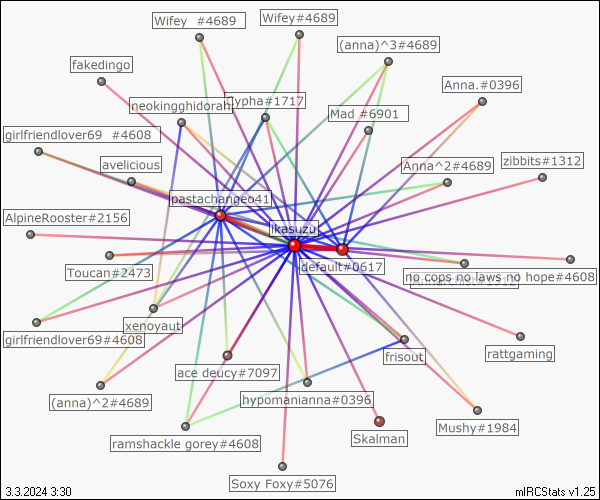 Wifey #4689
Wifey#4689
(anna)^3#4689
fakedingo
Anna.#0396
neokingghidorah
Cypha#1717
Mad #6901
girlfriendlover69 #4608
avelicious
Anna^2#4689
zibbits#1312
pastachangeo41
AlpineRooster#2156
ikasuzu
default#0617
Toucan#2473
no cops no laws no hope#4608
xenoyaut
girlfriendlover69#4608
frisout
rattgaming
ace deucy#7097
(anna)^2#4689
hypomanianna#0396
Mushy#1984
ramshackle gorey#4608
Skalman
Soxy Foxy#5076
3.3.2024 3:30
mIRCStats v1.25